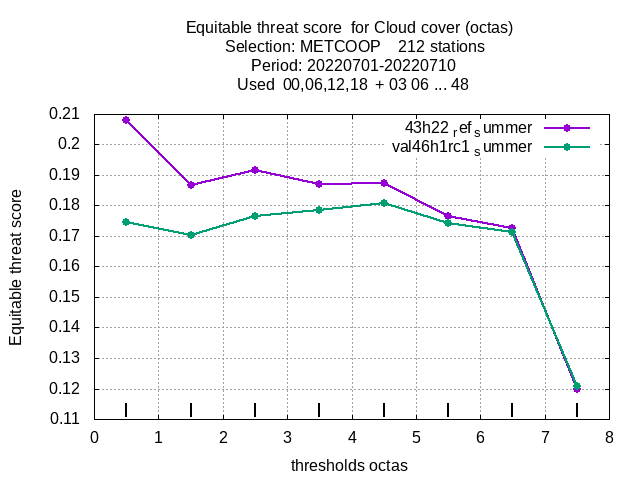 Equitable threat score  for Cloud cover (octas)
Selection: METCOOP    212 stations
Period: 20220701-20220710
Used  00,06,12,18  + 03 06 ... 48
43h22 ref summer
val46h1rc1 summer
0.21
0.2
0.19
0.18
0.17
0.16
0.15
0.14
0.13
0.12
0.11
Equitable threat score
0 1 2 3 4 5 6 7 8
thresholds octas